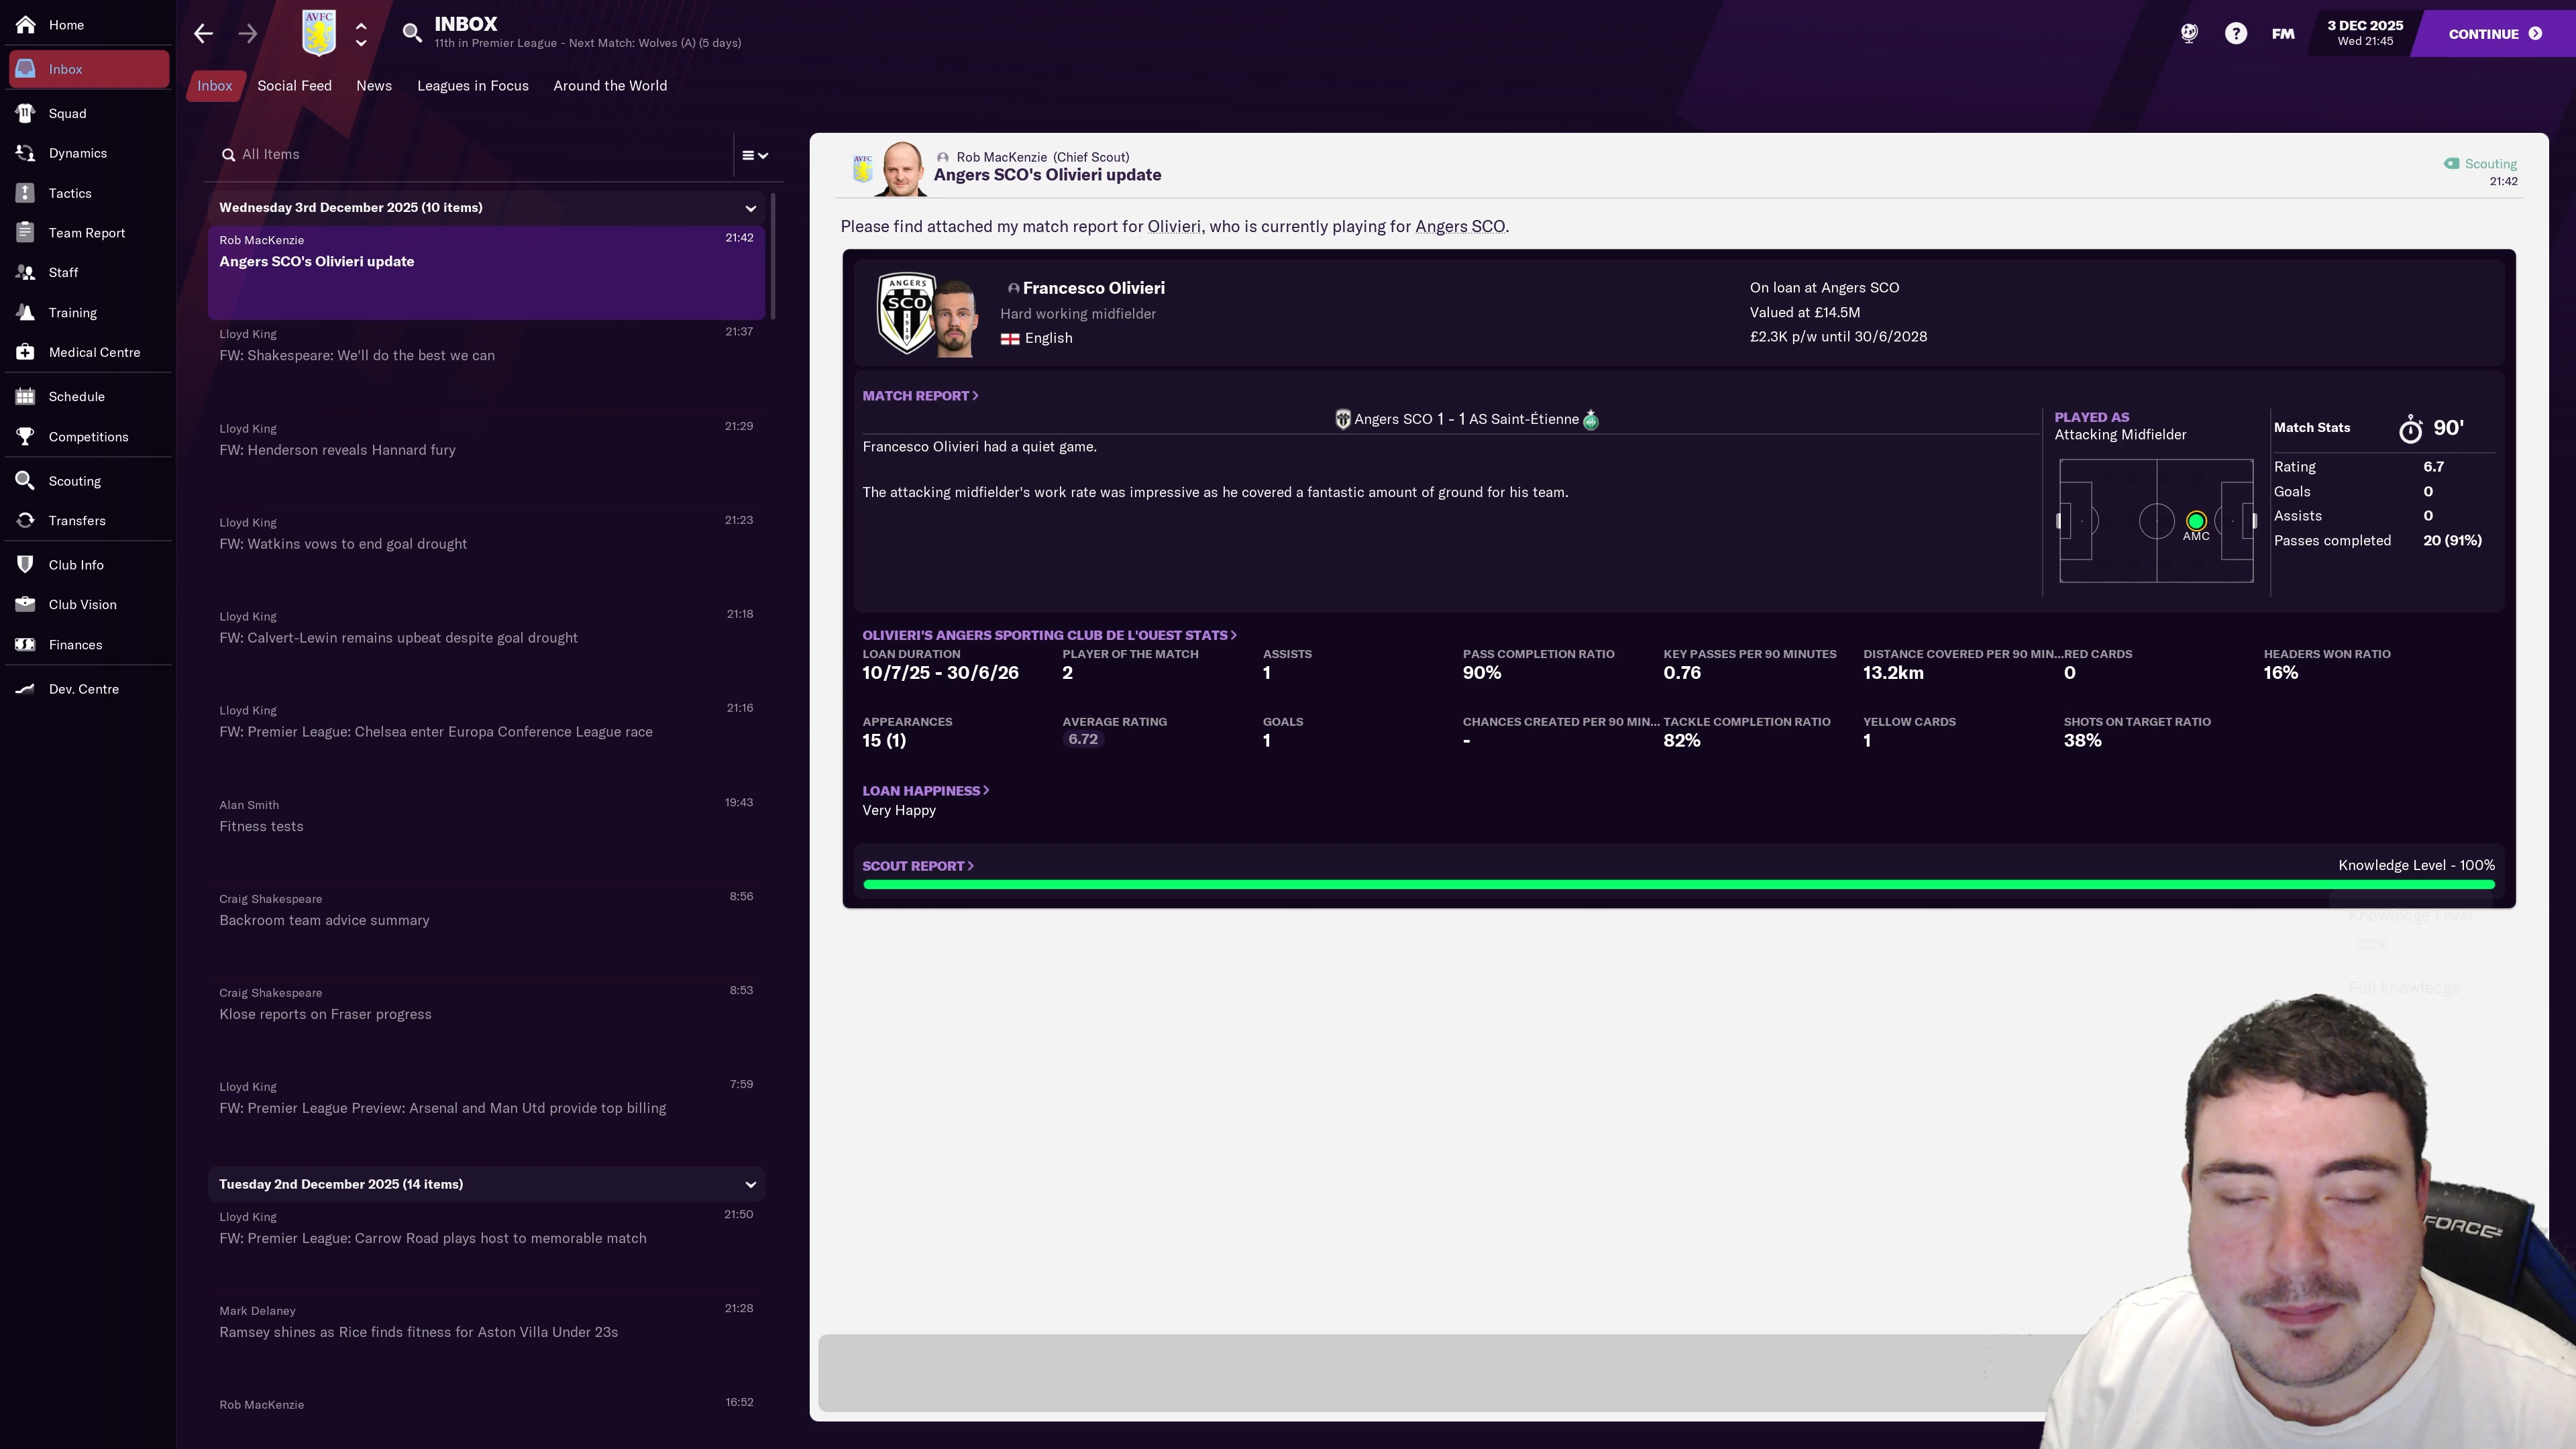 Home
Inbox
Squad
Dynamics
Tactics
Team Report
Staff
Training
Medical Centre
Schedule
Competitions
Scouting
Transfers
Club Info
Club Vision
Finances
Dev. Centre
AVFC
INBOX
11th in Premier League - Next Match: Wolves (A) (5 days)
?
FM
3 DEC 2025
Wed 21:45
CONTINUE
Inbox
Social Feed
News
Leagues in Focus
Around the World
All Items
Wednesday 3rd December 2025 (10 items)
Rob MacKenzie 21:42
Angers SCO's Olivieri update
Lloyd King 21:37
FW: Shakespeare: We'll do the best we can
Lloyd King 21:29
FW: Henderson reveals Hannard fury
Lloyd King 21:23
FW: Watkins vows to end goal drought
Lloyd King 21:18
FW: Calvert-Lewin remains upbeat despite goal drought
Lloyd King 21:16
FW: Premier League: Chelsea enter Europa Conference League race
Alan Smith 19:43
Fitness tests
Craig Shakespeare 8:56
Backroom team advice summary
Craig Shakespeare 8:53
Klose reports on Fraser progress
Lloyd King 7:59
FW: Premier League Preview: Arsenal and Man Utd provide top billing
Tuesday 2nd December 2025 (14 items)
Lloyd King 21:50
FW: Premier League: Carrow Road plays host to memorable match
Mark Delaney 21:28
Ramsey shines as Rice finds fitness for Aston Villa Under 23s
Rob MacKenzie 16:52
AVFC
Rob MacKenzie (Chief Scout)
Angers SCO's Olivieri update
Scouting
21:42
Please find attached my match report for Olivieri, who is currently playing for Angers SCO.
ANGERS
SCO
1919
Francesco Olivieri
Hard working midfielder
English
On loan at Angers SCO
Valued at £14.5M
£2.3K p/w until 30/6/2028
MATCH REPORT
Angers SCO 1 - 1 AS Saint-Étienne
Francesco Olivieri had a quiet game.
The attacking midfielder's work rate was impressive as he covered a fantastic amount of ground for his team.
PLAYED AS
Attacking Midfielder
AMC
Match Stats 90'
Rating 6.7
Goals 0
Assists 0
Passes completed 20 (91%)
OLIVIERI'S ANGERS SPORTING CLUB DE L'OUEST STATS
LOAN DURATION PLAYER OF THE MATCH ASSISTS PASS COMPLETION RATIO KEY PASSES PER 90 MINUTES DISTANCE COVERED PER 90 MIN... RED CARDS HEADERS WON RATIO
10/7/25 - 30/6/26 2 1 90% 0.76 13.2km 0 16%
APPEARANCES AVERAGE RATING GOALS CHANCES CREATED PER 90 MIN... TACKLE COMPLETION RATIO YELLOW CARDS SHOTS ON TARGET RATIO
15 (1) 6.72 1 - 82% 1 38%
LOAN HAPPINESS
Very Happy
SCOUT REPORT
Knowledge Level - 100%
Knowledge Level
100%
Full knowledge
FORCE